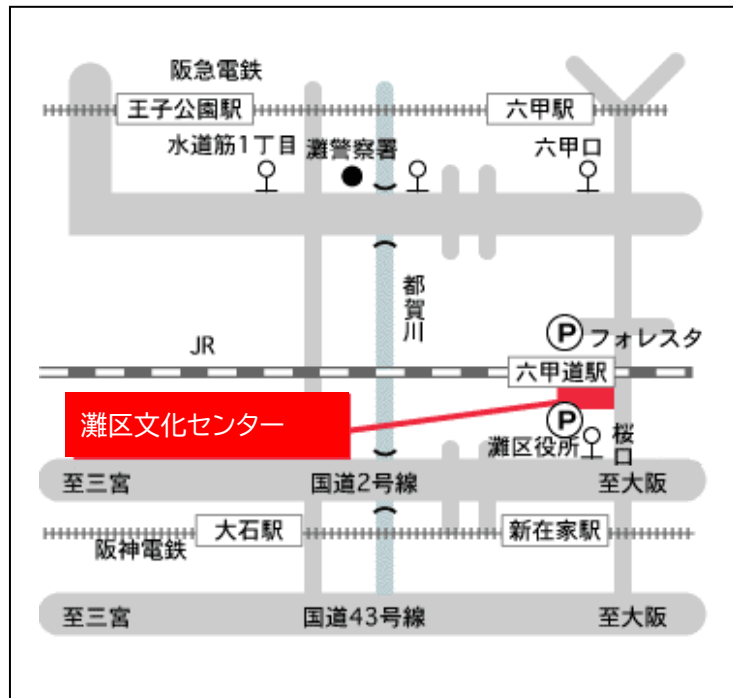 阪急電鉄
王子公園駅
六甲駅
水道筋1丁目
灘警察署
六甲口
都賀川
P
フォレスタ
JR
六甲道駅
灘区文化センター
P
灘区役所
桜口
至三宮
国道2号線
至大阪
大石駅
新在家駅
阪神電鉄
至三宮
国道43号線
至大阪